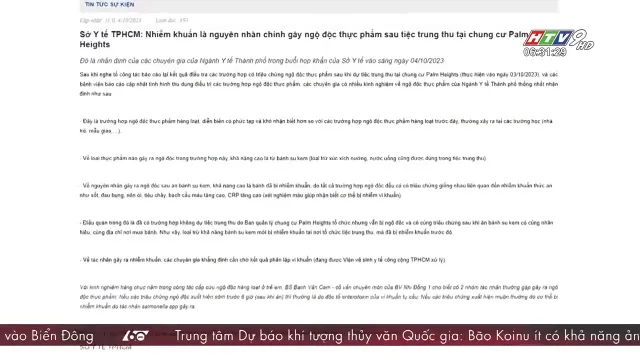 TIN TỨC SỰ KIỆN
Sở Y tế TPHCM: Nhiễm khuẩn là nguyên nhân chính gây ngộ độc thực phẩm sau tiệc trung thu tại chung cư Palm
Heights
HTV9 HD
06:31:29
Đó là nhận định của các chuyên gia của Ngành Y tế Thành phố trong buổi họp khẩn của Sở Y tế vào sáng ngày 04/10/2023
Sau khi nghe tổ công tác báo cáo lại kết quả điều tra các trường hợp có triệu chứng ngộ độc thực phẩm sau khi dự tiệc trung thu tại chung cư Palm Heights (thực hiện vào ngày 03/10/2023), và các
bệnh viện báo cáo cập nhật tình hình thu dung điều trị các trường hợp ngộ độc thực phẩm, các chuyên gia có nhiều kinh nghiệm về ngộ độc thực phẩm của Ngành Y tế Thành phố thống nhất nhận
định như sau:
- Đây là trường hợp ngộ độc thực phẩm hàng loạt, diễn biến có phức tạp và khó nhận biết hơn so với các trường hợp ngộ độc thực phẩm hàng loạt trước đây, thường xảy ra tại các trường học (nhà
trẻ, mẫu giáo,…).
- Về loại thực phẩm nào gây ra ngộ độc trong trường hợp này, khả năng cao là từ bánh su kem (loại trừ xúc xích nướng, nước uống cũng được dùng trong tiệc trung thu)
- Về nguyên nhân gây ra ngộ độc sau ăn bánh su kem, khả năng cao là bánh đã bị nhiễm khuẩn, do tất cả trường hợp ngộ độc đều có có triệu chứng giống nhau liên quan đến nhiễm khuẩn thức ăn
như sốt, đau bụng, nôn ói, tiêu chảy, bạch cầu máu tăng cao, CRP tăng cao (xét nghiệm máu giúp nhận biết cơ thể bị nhiễm vi khuẩn)
- Điều quan trọng đó là đã có trường hợp không dự tiệc trung thu do Ban quản lý chung cư Palm Heights tổ chức nhưng vẫn bị ngộ độc và có cùng triệu chứng sau khi ăn bánh su kem có cùng nhãn
hiệu, cùng địa chỉ nơi mua bánh. Như vậy, loại trừ khả năng bánh su kem mới bị nhiễm khuẩn tại nơi tổ chức tiệc trung thu, mà đã bị nhiễm khuẩn trước đó.
- Về tác nhân gây ra nhiễm khuẩn, các chuyên gia khẳng định cần chờ kết quả phân lập vi khuẩn (đang được Viện vệ sinh y tế công cộng TPHCM xử lý).
Với kinh nghiệm hàng chục năm trong công tác cấp cứu ngộ độc hàng loạt ở trẻ em, BS Bạch Văn Cam - cố vấn chuyên môn của BV Nhi Đồng 1 cho biết có 2 nhóm tác nhân thường gặp gây ra ngộ
độc thực phẩm: Nếu các triệu chứng ngộ độc xuất hiện sớm trước 6 giờ (sau khi ăn) thì thường là do độc tố enterotoxin của vi khuẩn tụ cầu; Nếu các triệu chứng xuất hiện muộn thường do cơ thể bị
nhiễm khuẩn do tác nhân salmonella gây ra.
vào Biển Đông
60
Trung tâm Dự báo khí tượng thủy văn Quốc gia: Bão Koinu ít có khả năng ản
SỞ Y TẾ TPHCM